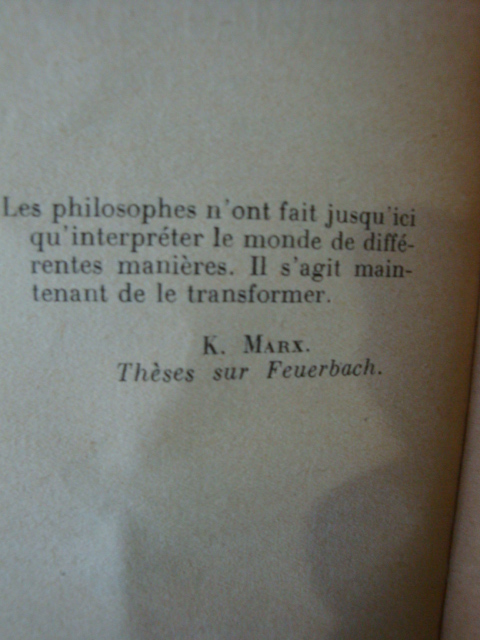 Les philosophes n'ont fait jusqu'ici
qu'interpréter le monde de diffé-
rentes manières. Il s'agit main-
tenant de le transformer.
K. MARX.
Thèses sur Feuerbach.